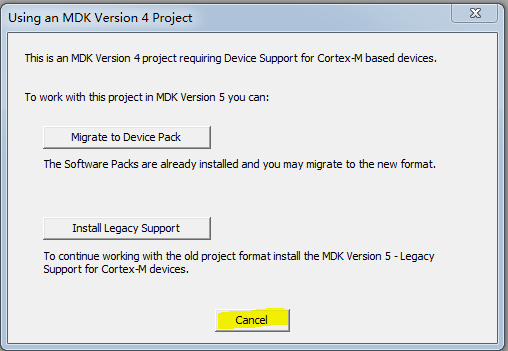 Using an MDK Version 4 Project
This is an MDK Version 4 project requiring Device Support for Cortex-M based devices.
To work with this project in MDK Version 5 you can:
Migrate to Device Pack
The Software Packs are already installed and you may migrate to the new format.
Install Legacy Support
To continue working with the old project format install the MDK Version 5 - Legacy
Support for Cortex-M devices.
Cancel